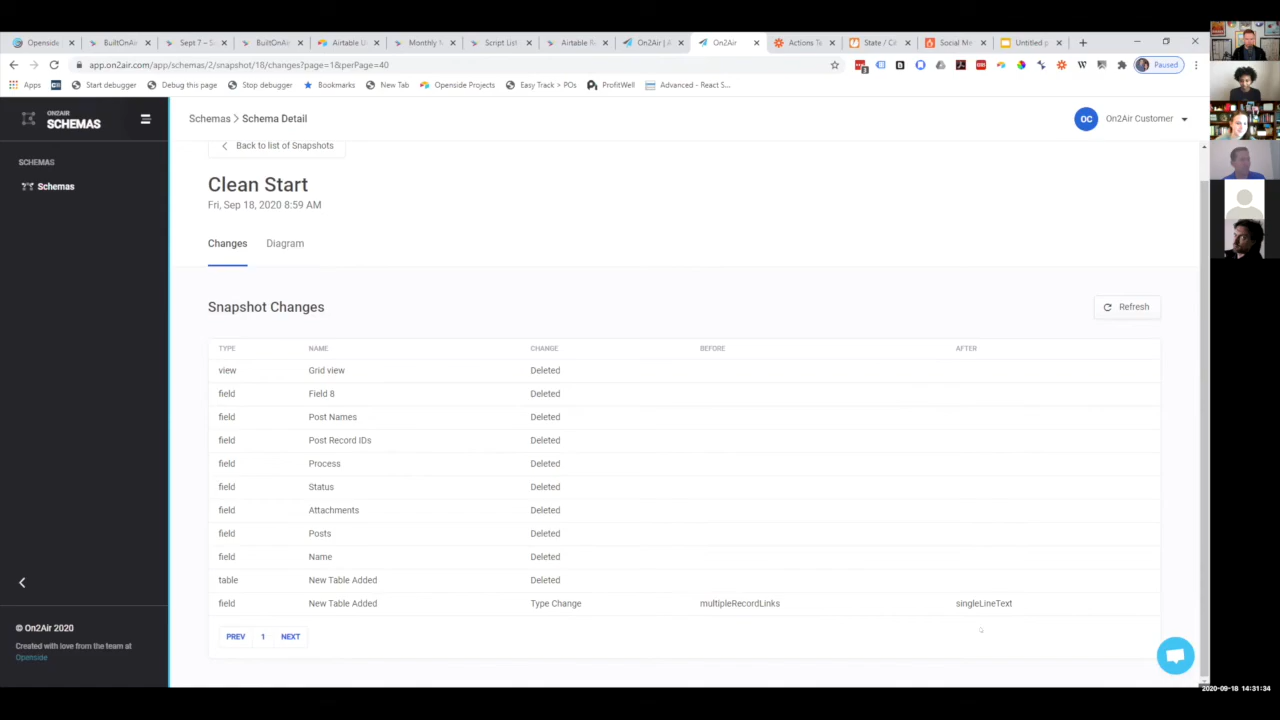 Openside
BuiltOnAi
Sept 7 – S
BuiltOnAi
Airtable U
Monthly M
Script List
Airtable R
On2Air | A
On2Air
Actions Te
State / Ci
Social Me
Untitled p
app.on2air.com/app/schemas/2/snapshot/18/changes?page=1&perPage=40
Paused
Apps
Start debugger
Debug this page
Stop debugger
Bookmarks
New Tab
Openside Projects
Easy Track > POs
ProfitWell
Advanced - React S...
ON2AIR
SCHEMAS
Schemas > Schema Detail
OC
On2Air Customer
SCHEMAS
Schemas
Back to list of Snapshots
Clean Start
Fri, Sep 18, 2020 8:59 AM
Changes
Diagram
Snapshot Changes
Refresh
TYPE NAME CHANGE BEFORE AFTER
view Grid view Deleted
field Field 8 Deleted
field Post Names Deleted
field Post Record IDs Deleted
field Process Deleted
field Status Deleted
field Attachments Deleted
field Posts Deleted
field Name Deleted
table New Table Added Deleted
field New Table Added Type Change multipleRecordLinks singleLineText
PREV 1 NEXT
© On2Air 2020
Created with love from the team at
Openside
2020-09-18 14:31:34